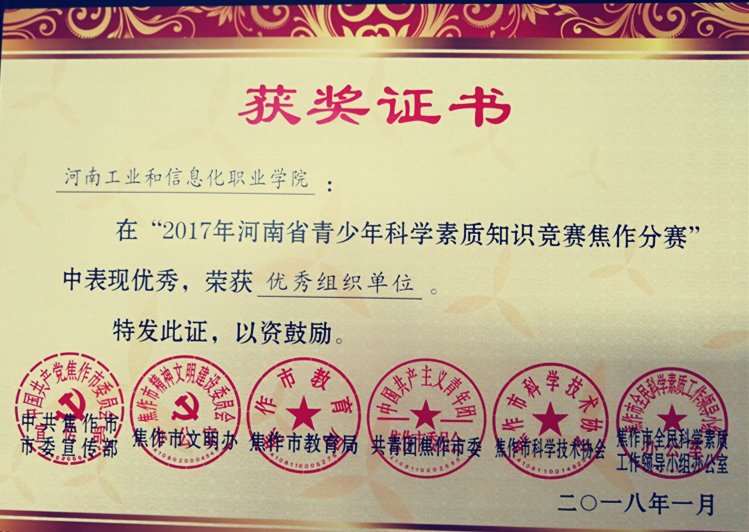 获奖证书
河南工业和信息化职业学院：
在“2017年河南省青少年科学素质知识竞赛焦作分赛”
中表现优秀，荣获 优秀组织单位。
特发此证，以资鼓励。
中共焦作市
市委宣传部
焦作市文明办
焦作市教育局
共青团焦作市委
焦作市科学技术协会
焦作市全民科学素质
工作领导小组办公室
二〇一八年一月